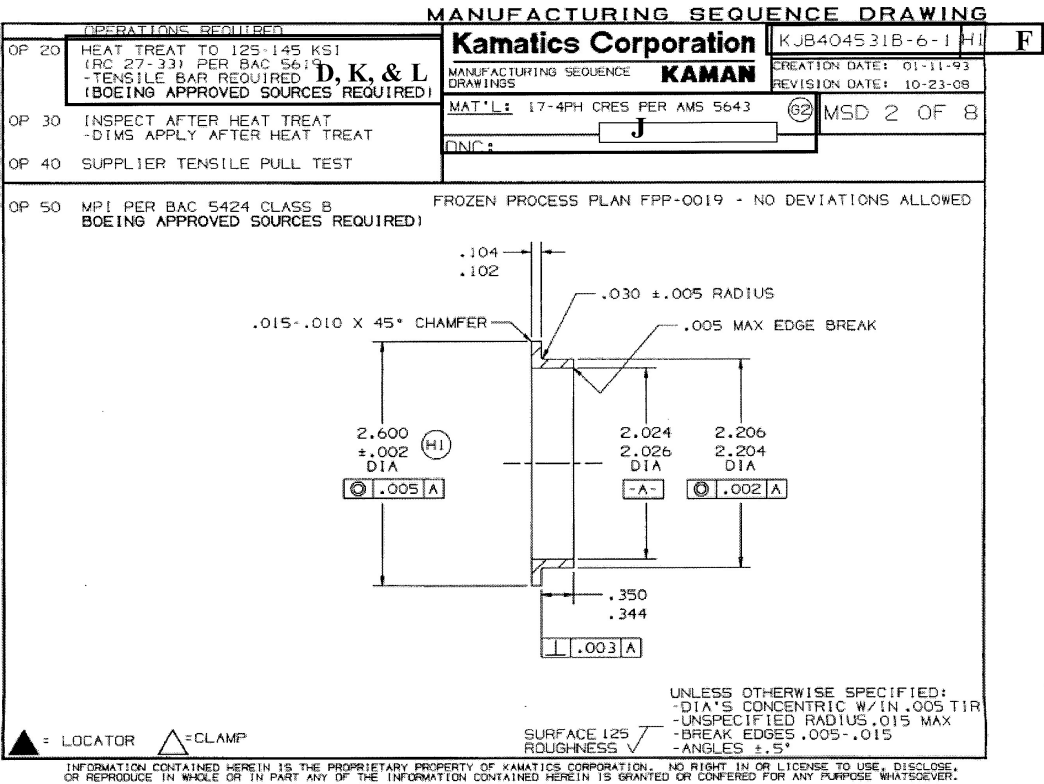 MANUFACTURING SEQUENCE DRAWING
OPERATIONS REQUIRED
OP 20 HEAT TREAT TO 125-145 KSI
(RC 27-33) PER BAC 5619
-TENSILE BAR REQUIRED D, K, & L
(BOEING APPROVED SOURCES REQUIRED)
OP 30 INSPECT AFTER HEAT TREAT
-DIMS APPLY AFTER HEAT TREAT
OP 40 SUPPLIER TENSILE PULL TEST
Kamatics Corporation
MANUFACTURING SEQUENCE
DRAWINGS
KAMAN
KJB404531B-6-1 H1 F
CREATION DATE: 01-11-93
REVISION DATE: 10-23-08
MAT'L: 17-4PH CRES PER AMS 5643
G2
MSD 2 OF 8
J
DNC:
OP 50 MPI PER BAC 5424 CLASS B
BOEING APPROVED SOURCES REQUIRED)
FROZEN PROCESS PLAN FPP-0019 - NO DEVIATIONS ALLOWED
.104
.102
.030 ±.005 RADIUS
.015-.010 X 45° CHAMFER
.005 MAX EDGE BREAK
2.600
±.002 H1
DIA
◎ .005 A
2.024
2.026
DIA
-A-
2.206
2.204
DIA
◎ .002 A
.350
.344
⊥ .003 A
UNLESS OTHERWISE SPECIFIED:
-DIA'S CONCENTRIC W/IN .005 TIR
-UNSPECIFIED RADIUS .015 MAX
-BREAK EDGES .005-.015
-ANGLES ±.5°
SURFACE 125
ROUGHNESS √
= LOCATOR
=CLAMP
INFORMATION CONTAINED HEREIN IS THE PROPRIETARY PROPERTY OF KAMATICS CORPORATION. NO RIGHT IN OR LICENSE TO USE, DISCLOSE,
OR REPRODUCE IN WHOLE OR IN PART ANY OF THE INFORMATION CONTAINED HEREIN IS GRANTED OR CONFERED FOR ANY PURPOSE WHATSOEVER.